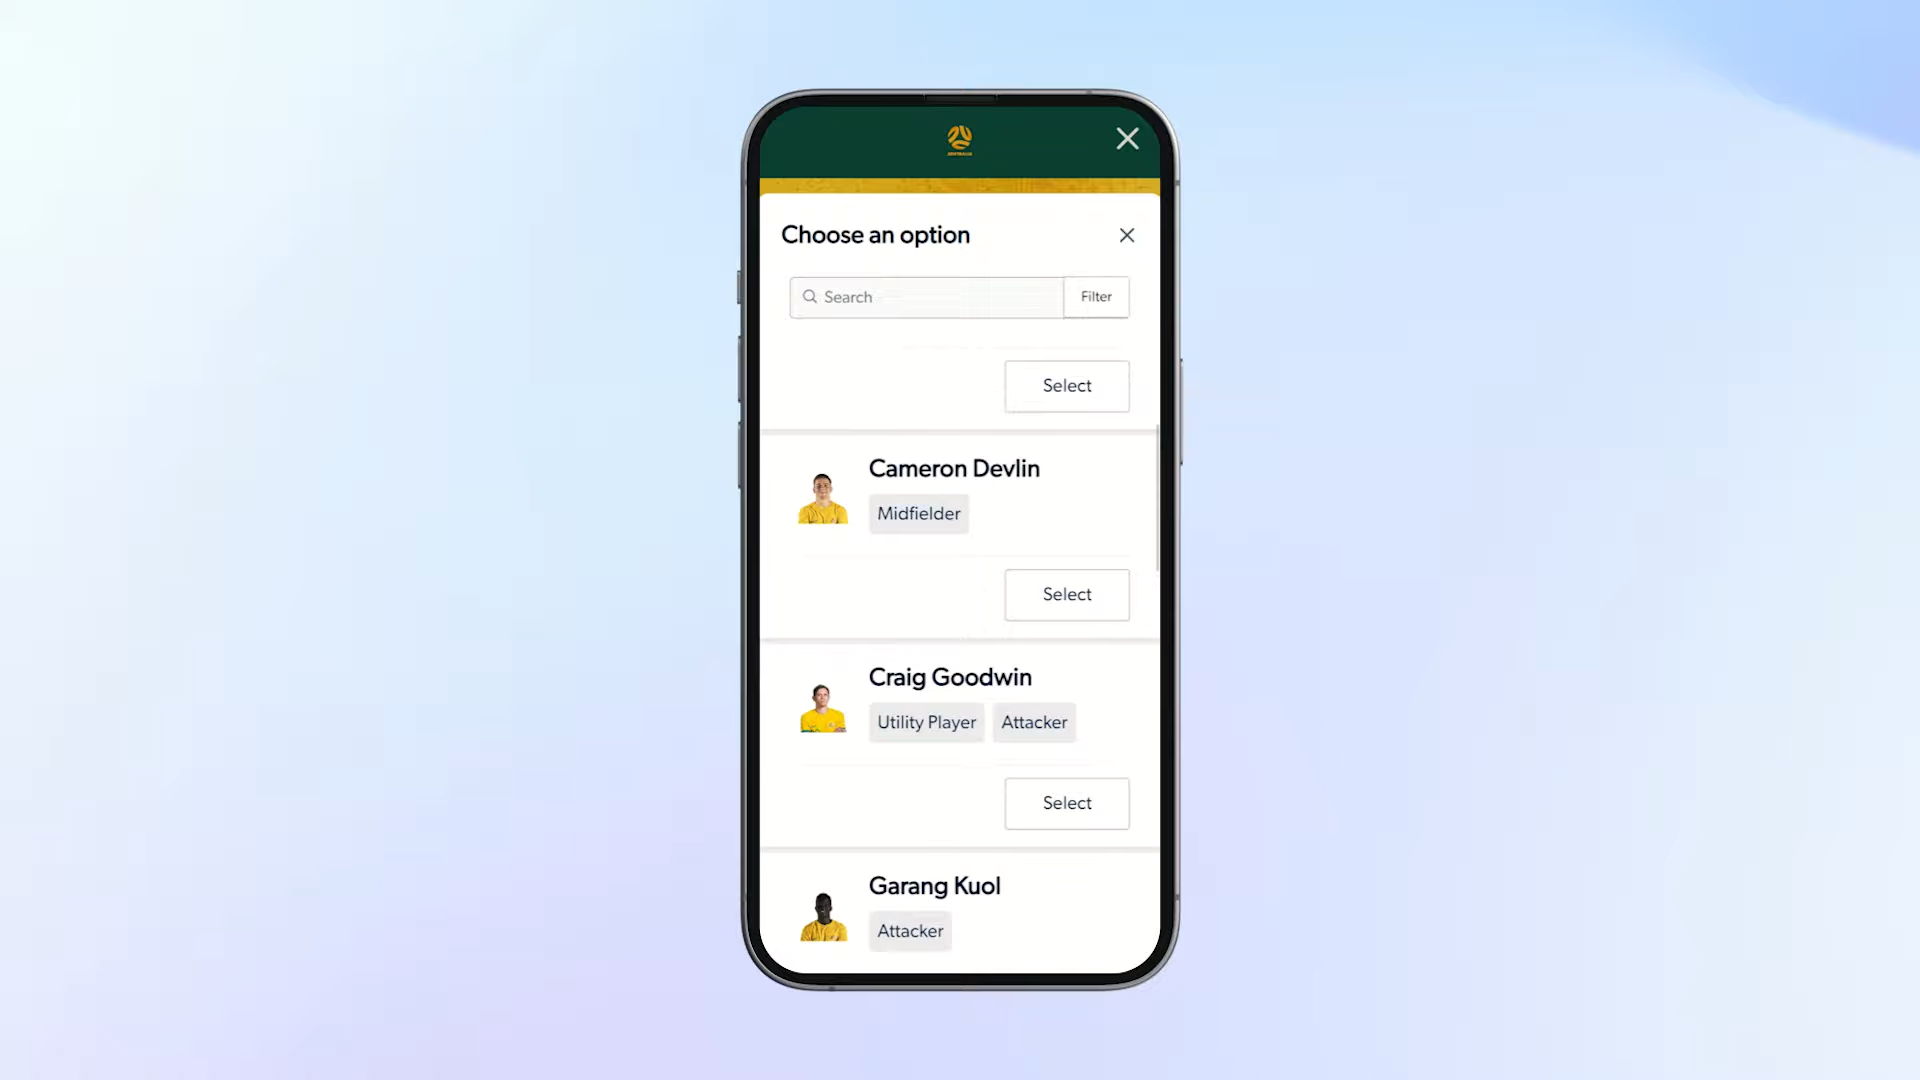 AUSTRALIA
Choose an option
Search
Filter
Select
Cameron Devlin
Midfielder
Select
Craig Goodwin
Utility Player Attacker
Select
Garang Kuol
Attacker